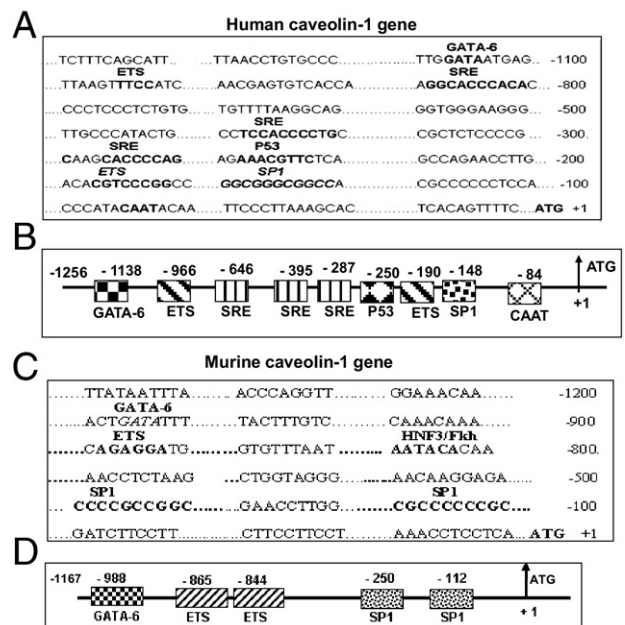 A
Human caveolin-1 gene
GATA-6
TCTTTCAGCATT.......TTAACCTGTGCCC..............TTGGATAATGAG.. -1100
ETS SRE
TTAAGTTTCCATC.......AACGAGTGTCACCA...........AGGCACCCACAC.. -800
CCCTCCCTCTGTG........TGTTTTAAGGCAG..............GGTGGGAAGGG... -500
SRE
TTGCCCATACTG........CCTCCACCCCTGC.............CGCTCTCCCCG... -300
SRE P53
CAAGCACCCCAG........AGAAACGTTCTCA..............GCCAGAACCTTG... -200
ETS SP1
ACACGTCCCGGCC......GGCGGGCGGCCA.............CGCCCCCCTCCA.. -100
CCCATACAATACAA.......TTCCCTTAAAGCAC............TCACAGTTTTC....ATG +1
B
-1256 - 1138 - 966 - 646 - 395 - 287 - 250 - 190 - 148 - 84 ATG
GATA-6 ETS SRE SRE SRE P53 ETS SP1 CAAT +1
C
Murine caveolin-1 gene
TTATAATTTA.........ACCCAGGTT.........GGAAACAA..... -1200
GATA-6
ACTGATATTT.........TACTTTGTC.........CAAACAAA..... -900
ETS HNF3/Fkh
.......CAGAGGATG.........GTGTTTAAT.........AATACACAA -800
.......AACCTCTAAG.........CTGGTAGGG.........AACAAGGAGA..... -500
SP1 SP1
CCCCGCCGGC.........GAACCTTGG.........CGCCCCCCGC.... -100
GATCTTCCTT.........CTTCCTTCCT.........AAACCTCCTCA....ATG +1
D
-1167 - 988 - 865 - 844 - 250 - 112 ATG
GATA-6 ETS ETS SP1 SP1 + 1